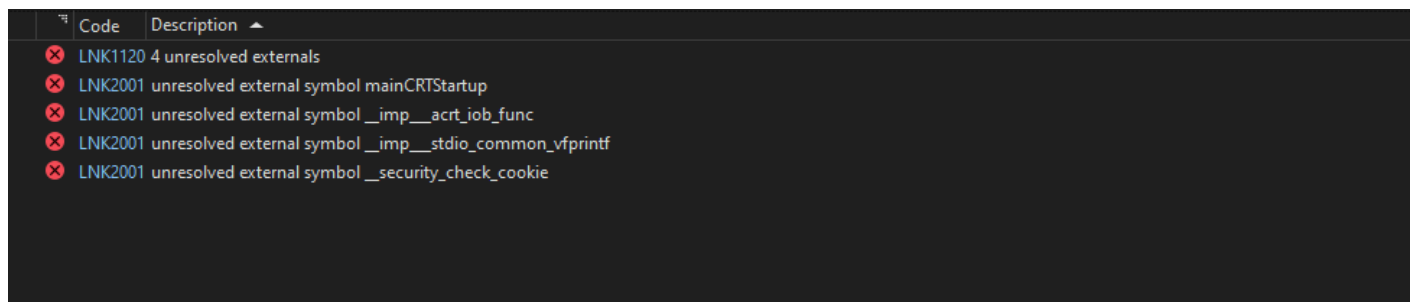 Code Description
LNK1120 4 unresolved externals
LNK2001 unresolved external symbol mainCRTStartup
LNK2001 unresolved external symbol __imp___acrt_iob_func
LNK2001 unresolved external symbol __imp___stdio_common_vfprintf
LNK2001 unresolved external symbol __security_check_cookie